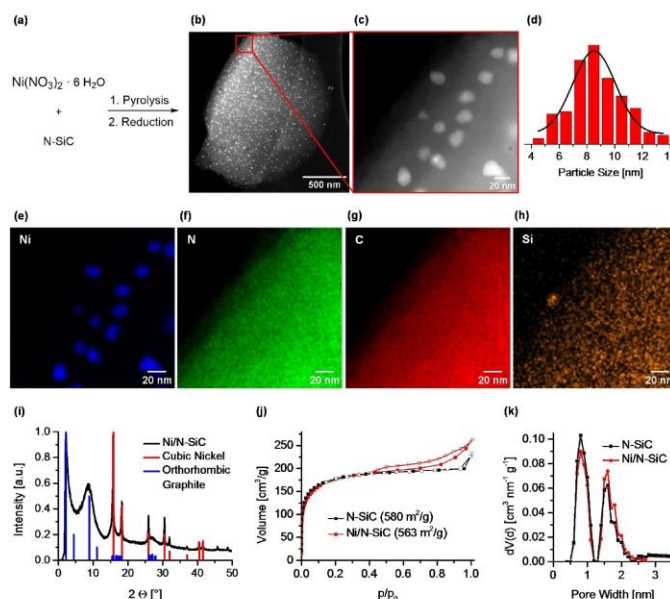 (a)
Ni(NO₃)₂ · 6 H₂O
+
N-SiC
1. Pyrolysis
2. Reduction
(b)
500 nm
(c)
20 nm
(d)
4 6 8 10 12 1
Particle Size [nm]
(e)
Ni
20 nm
(f)
N
20 nm
(g)
C
20 nm
(h)
Si
20 nm
(i)
Intensity [a.u.]
1.0
0.8
0.6
0.4
0.2
0.0
Ni/N-SiC
Cubic Nickel
Orthorhombic
Graphite
0 10 20 30 40 50
2 Θ [°]
(j)
Volume [cm³/g]
250
200
150
100
50
0
N-SiC (580 m²/g)
Ni/N-SiC (563 m²/g)
0.0 0.2 0.4 0.6 0.8 1.0
p/p₀
(k)
dV(d) [cm³ nm⁻¹ g⁻¹]
0.10
0.08
0.06
0.04
0.02
0.00
N-SiC
Ni/N-SiC
0 1 2 3
Pore Width [nm]